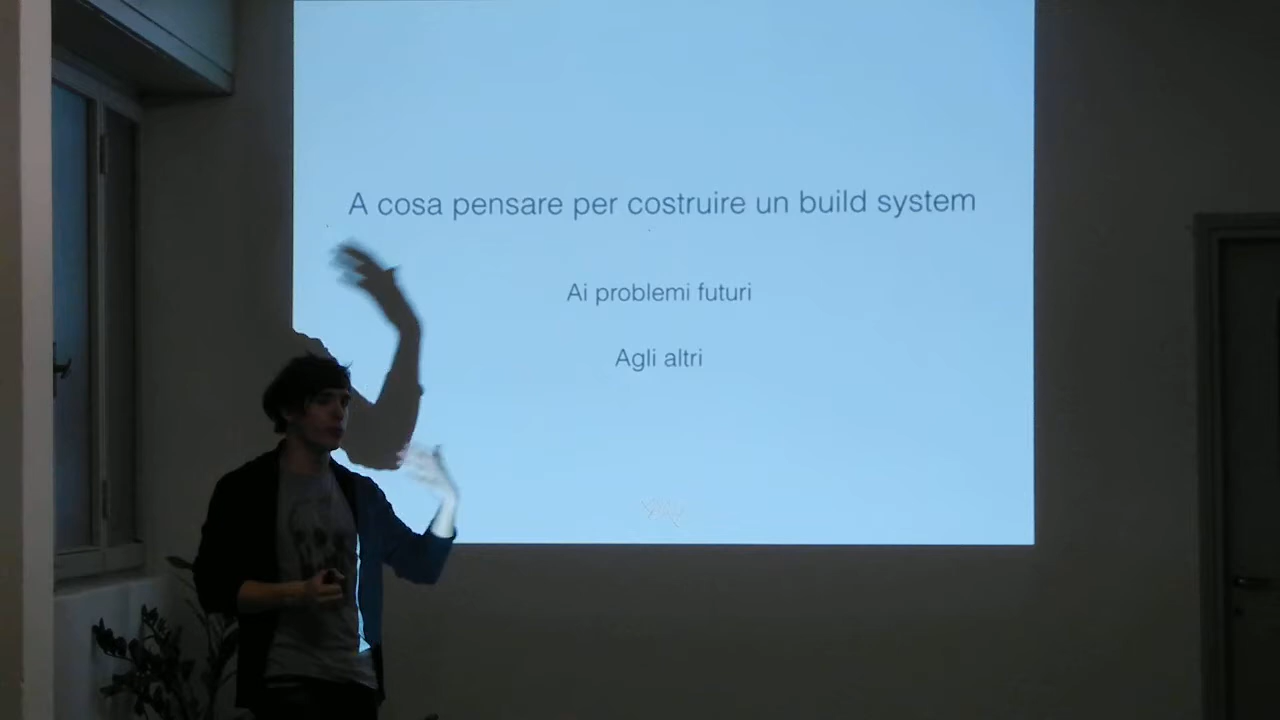 A cosa pensare per costruire un build system
Ai problemi futuri
Agli altri